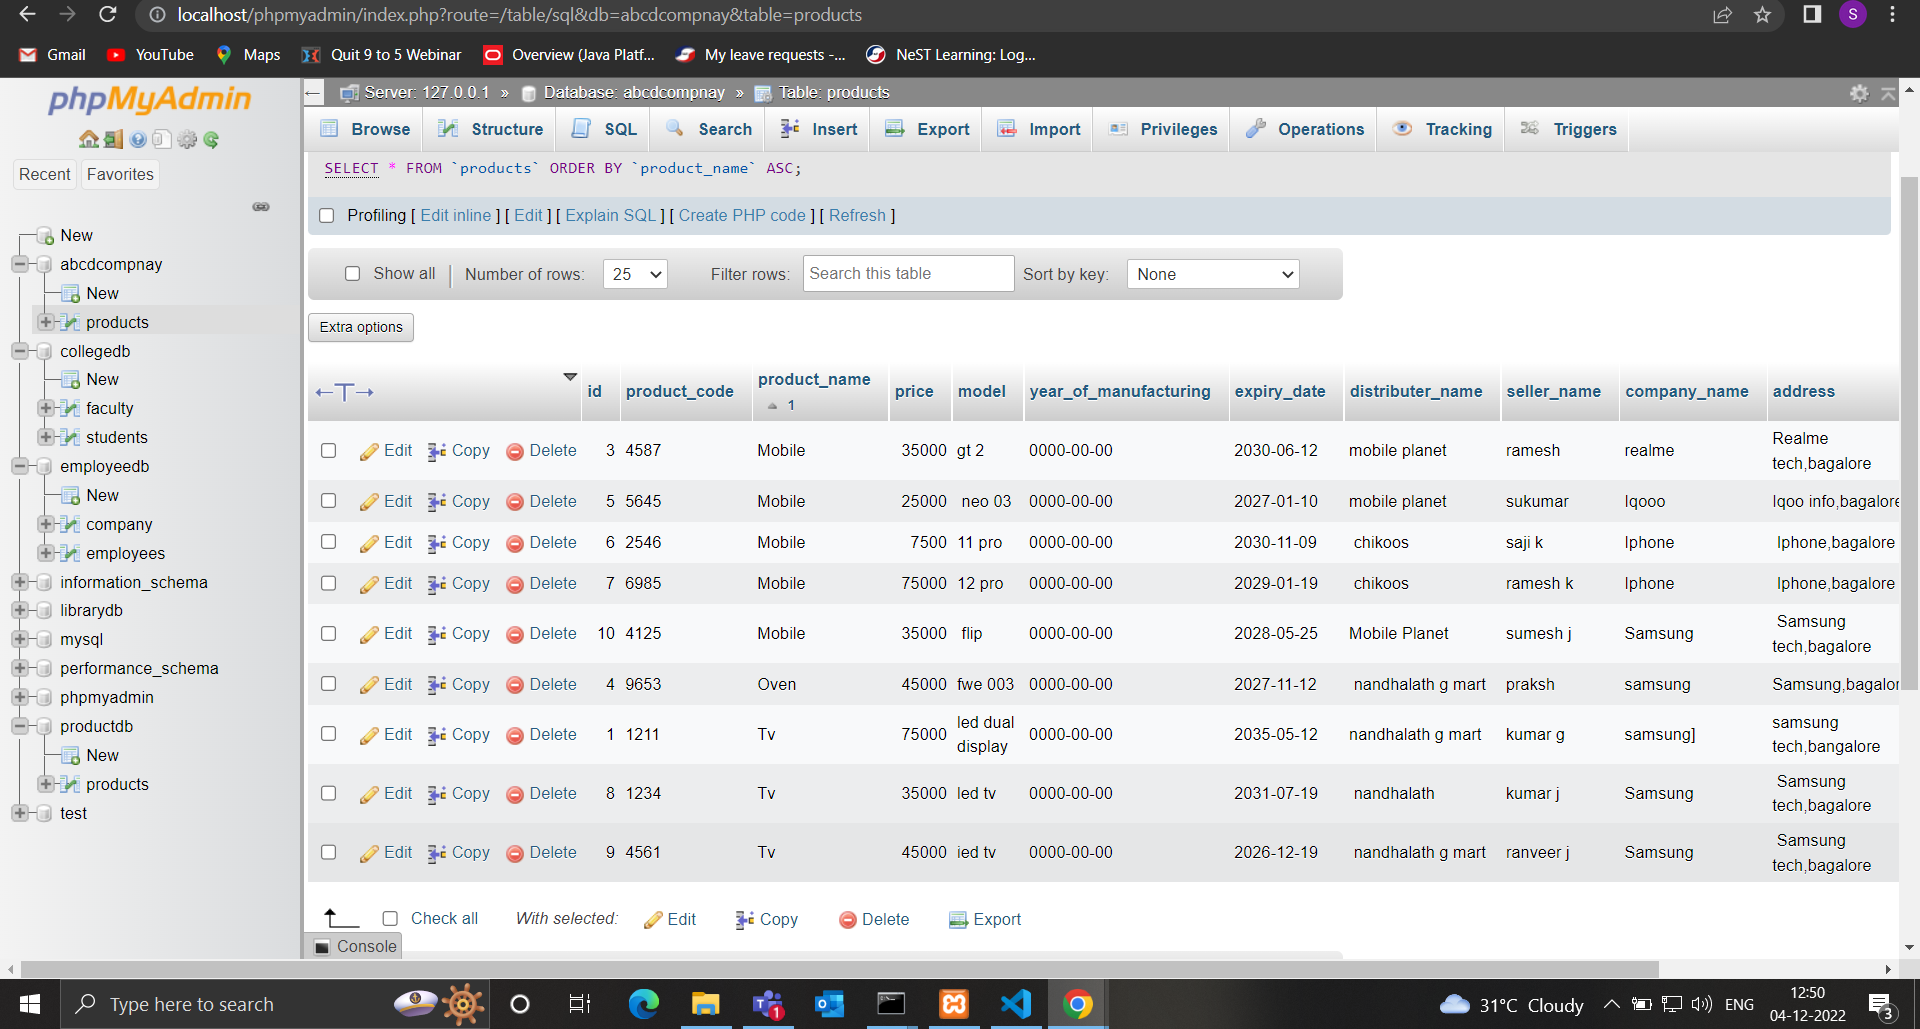 localhost/phpmyadmin/index.php?route=/table/sql&db=abcdcompnay&table=products
S
Gmail YouTube Maps Quit 9 to 5 Webinar Overview (Java Platf... My leave requests -... NeST Learning: Log...
phpMyAdmin
Recent Favorites
New
abcdcompnay
New
products
collegedb
New
faculty
students
employeedb
New
company
employees
information_schema
librarydb
mysql
performance_schema
phpmyadmin
productdb
New
products
test
Server: 127.0.0.1 » Database: abcdcompnay » Table: products
Browse Structure SQL Search Insert Export Import Privileges Operations Tracking Triggers
SELECT * FROM `products` ORDER BY `product_name` ASC;
Profiling [ Edit inline ] [ Edit ] [ Explain SQL ] [ Create PHP code ] [ Refresh ]
Show all Number of rows: 25 Filter rows: Search this table Sort by key: None
Extra options
id product_code product_name 1 price model year_of_manufacturing expiry_date distributer_name seller_name company_name address
Edit Copy Delete 3 4587 Mobile 35000 gt 2 0000-00-00 2030-06-12 mobile planet ramesh realme Realme tech,bagalore
Edit Copy Delete 5 5645 Mobile 25000 neo 03 0000-00-00 2027-01-10 mobile planet sukumar Iqooo Iqoo info,bagalore
Edit Copy Delete 6 2546 Mobile 7500 11 pro 0000-00-00 2030-11-09 chikoos saji k Iphone Iphone,bagalore
Edit Copy Delete 7 6985 Mobile 75000 12 pro 0000-00-00 2029-01-19 chikoos ramesh k Iphone Iphone,bagalore
Edit Copy Delete 10 4125 Mobile 35000 flip 0000-00-00 2028-05-25 Mobile Planet sumesh j Samsung Samsung tech,bagalore
Edit Copy Delete 4 9653 Oven 45000 fwe 003 0000-00-00 2027-11-12 nandhalath g mart praksh samsung Samsung,bagalor
Edit Copy Delete 1 1211 Tv 75000 led dual display 0000-00-00 2035-05-12 nandhalath g mart kumar g samsung] samsung tech,bangalore
Edit Copy Delete 8 1234 Tv 35000 led tv 0000-00-00 2031-07-19 nandhalath kumar j Samsung Samsung tech,bagalore
Edit Copy Delete 9 4561 Tv 45000 ied tv 0000-00-00 2026-12-19 nandhalath g mart ranveer j Samsung Samsung tech,bagalore
Check all With selected: Edit Copy Delete Export
Console
Type here to search 1 31°C Cloudy ENG 12:50
04-12-2022 3